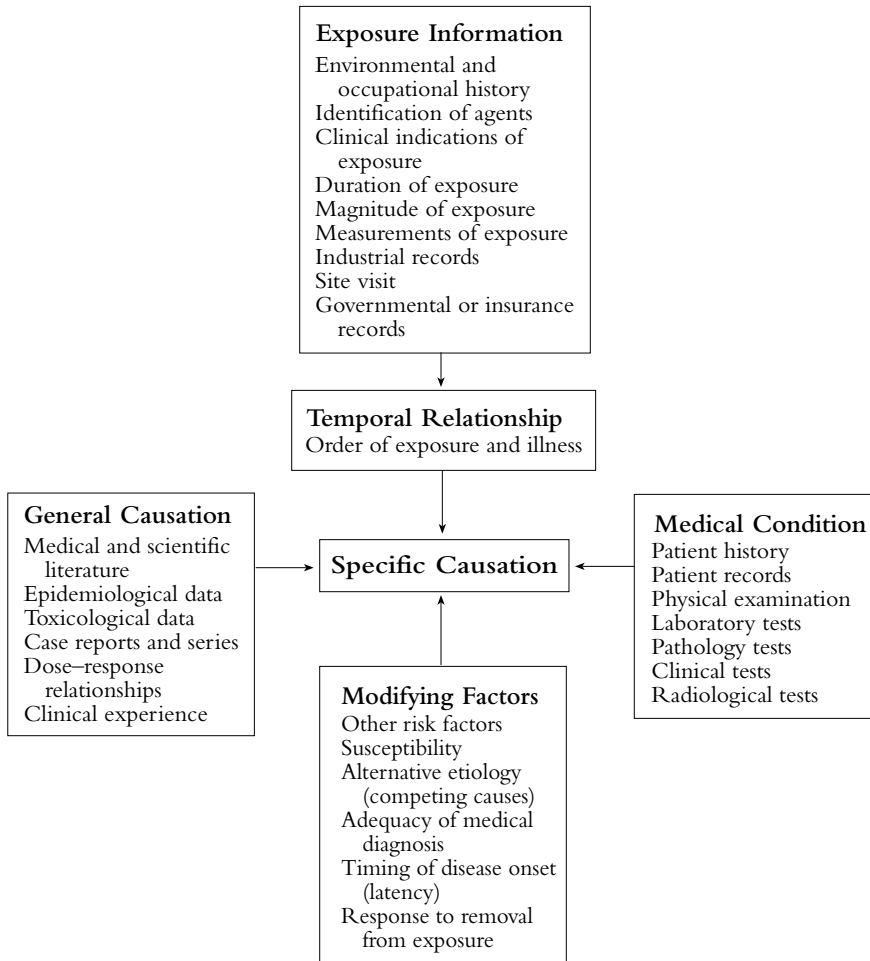 Exposure Information
Environmental and
occupational history
Identification of agents
Clinical indications of
exposure
Duration of exposure
Magnitude of exposure
Measurements of exposure
Industrial records
Site visit
Governmental or insurance
records
Temporal Relationship
Order of exposure and illness
General Causation
Medical and scientific
literature
Epidemiological data
Toxicological data
Case reports and series
Dose–response
relationships
Clinical experience
Specific Causation
Medical Condition
Patient history
Patient records
Physical examination
Laboratory tests
Pathology tests
Clinical tests
Radiological tests
Modifying Factors
Other risk factors
Susceptibility
Alternative etiology
(competing causes)
Adequacy of medical
diagnosis
Timing of disease onset
(latency)
Response to removal
from exposure